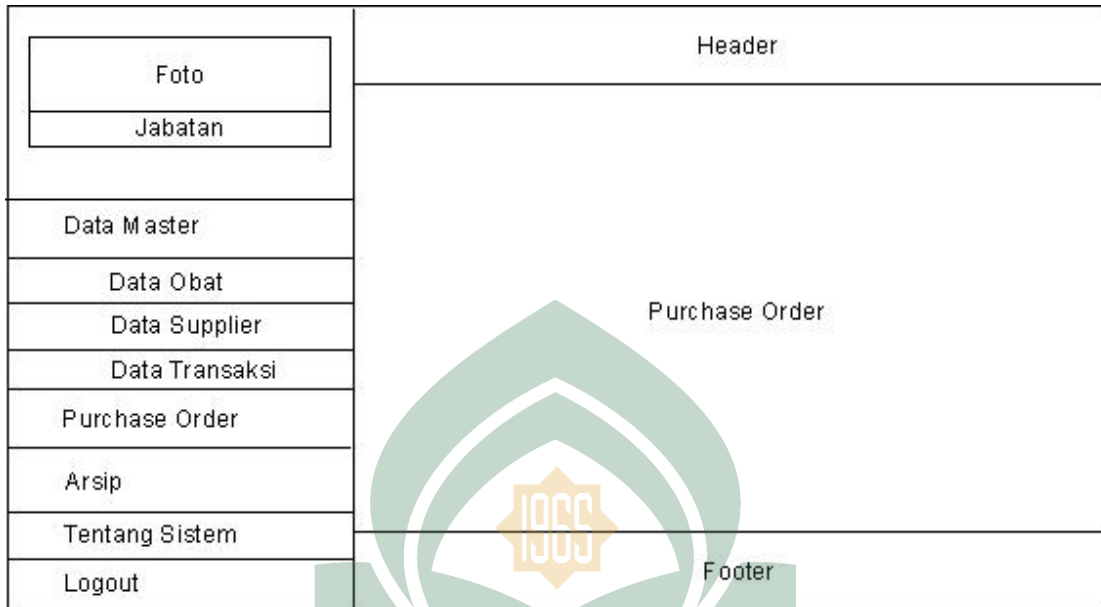 Foto
Jabatan
Data Master
Data Obat
Data Supplier
Data Transaksi
Purchase Order
Arsip
Tentang Sistem
Logout
Header
Purchase Order
1965
Footer